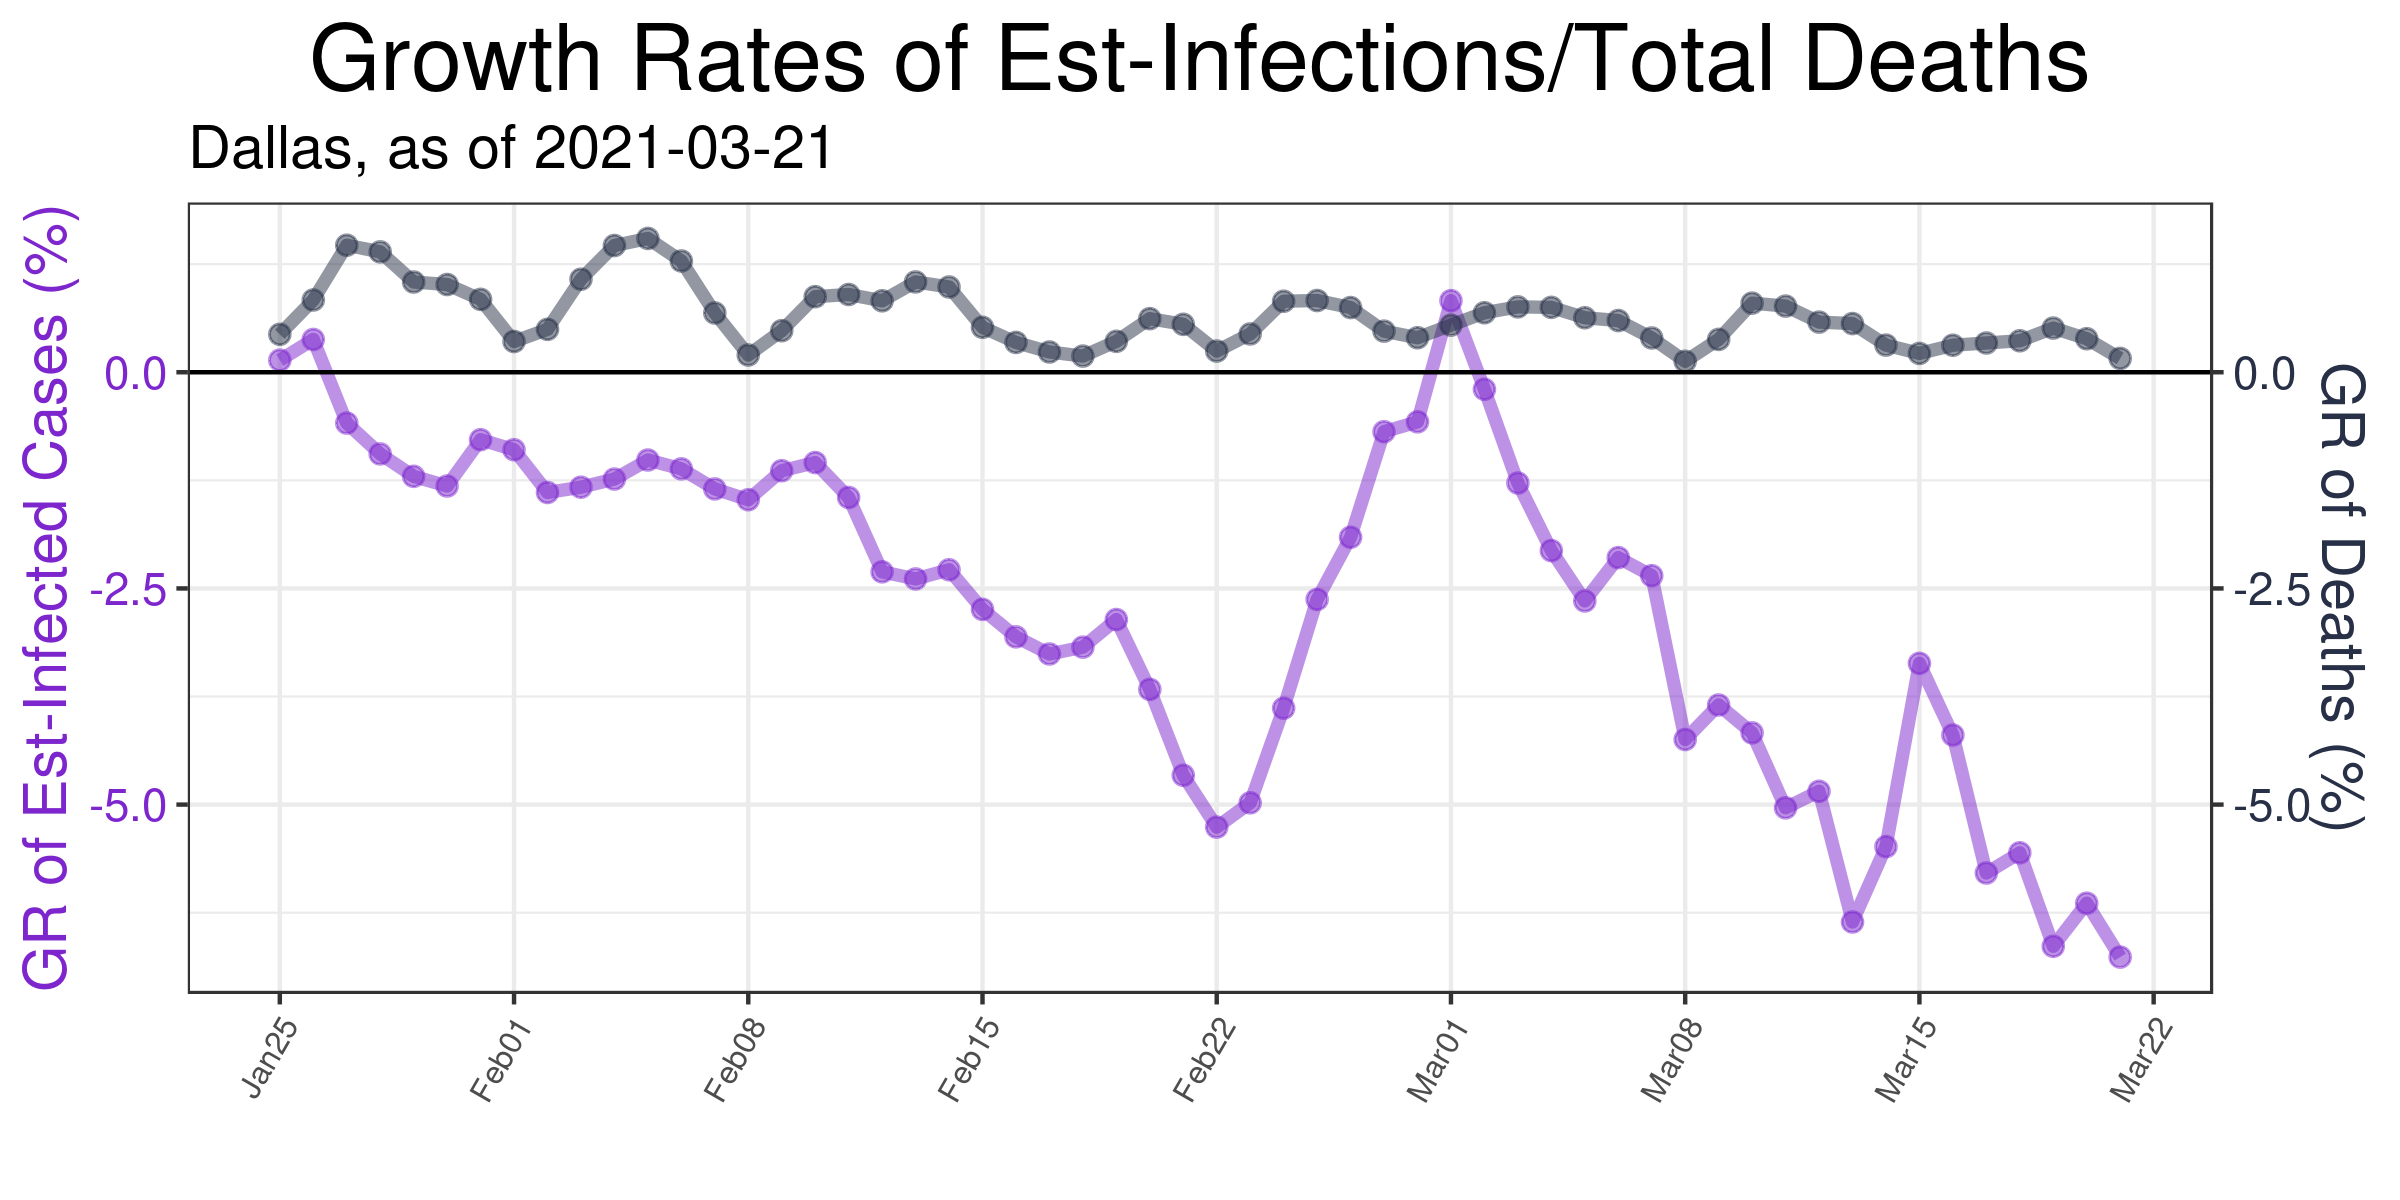 Growth Rates of Est-Infections/Total Deaths
Dallas, as of 2021-03-21
GR of Est-Infected Cases (%)
0.0
-2.5
-5.0
0.0
-2.5
-5.0
GR of Deaths (%)
Jan25 Feb01 Feb08 Feb15 Feb22 Mar01 Mar08 Mar15 Mar22